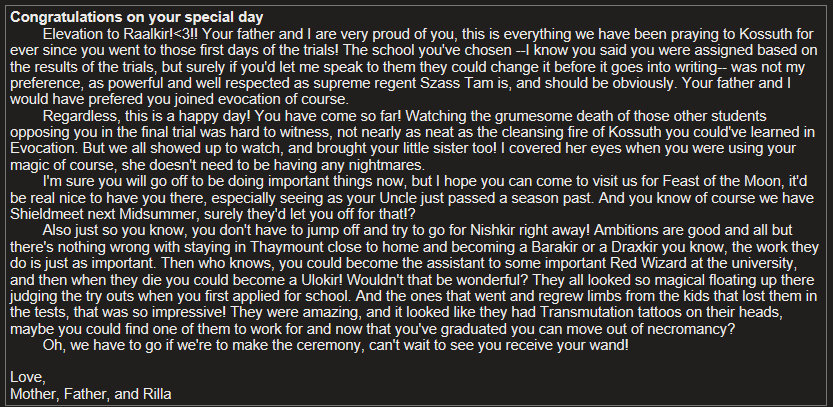 Congratulations on your special day
Elevation to Raalkir!<3!! Your father and I are very proud of you, this is everything we have been praying to Kossuth for
ever since you went to those first days of the trials! The school you've chosen --I know you said you were assigned based on
the results of the trials, but surely if you'd let me speak to them they could change it before it goes into writing-- was not my
preference, as powerful and well respected as supreme regent Szass Tam is, and should be obviously. Your father and I
would have prefered you joined evocation of course.
Regardless, this is a happy day! You have come so far! Watching the grumesome death of those other students
opposing you in the final trial was hard to witness, not nearly as neat as the cleansing fire of Kossuth you could've learned in
Evocation. But we all showed up to watch, and brought your little sister too! I covered her eyes when you were using your
magic of course, she doesn't need to be having any nightmares.
I'm sure you will go off to be doing important things now, but I hope you can come to visit us for Feast of the Moon, it'd
be real nice to have you there, especially seeing as your Uncle just passed a season past. And you know of course we have
Shieldmeet next Midsummer, surely they'd let you off for that!?
Also just so you know, you don't have to jump off and try to go for Nishkir right away! Ambitions are good and all but
there's nothing wrong with staying in Thaymount close to home and becoming a Barakir or a Draxkir you know, the work they
do is just as important. Then who knows, you could become the assistant to some important Red Wizard at the university,
and then when they die you could become a Ulokir! Wouldn't that be wonderful? They all looked so magical floating up there
judging the try outs when you first applied for school. And the ones that went and regrew limbs from the kids that lost them in
the tests, that was so impressive! They were amazing, and it looked like they had Transmutation tattoos on their heads,
maybe you could find one of them to work for and now that you've graduated you can move out of necromancy?
Oh, we have to go if we're to make the ceremony, can't wait to see you receive your wand!
Love,
Mother, Father, and Rilla